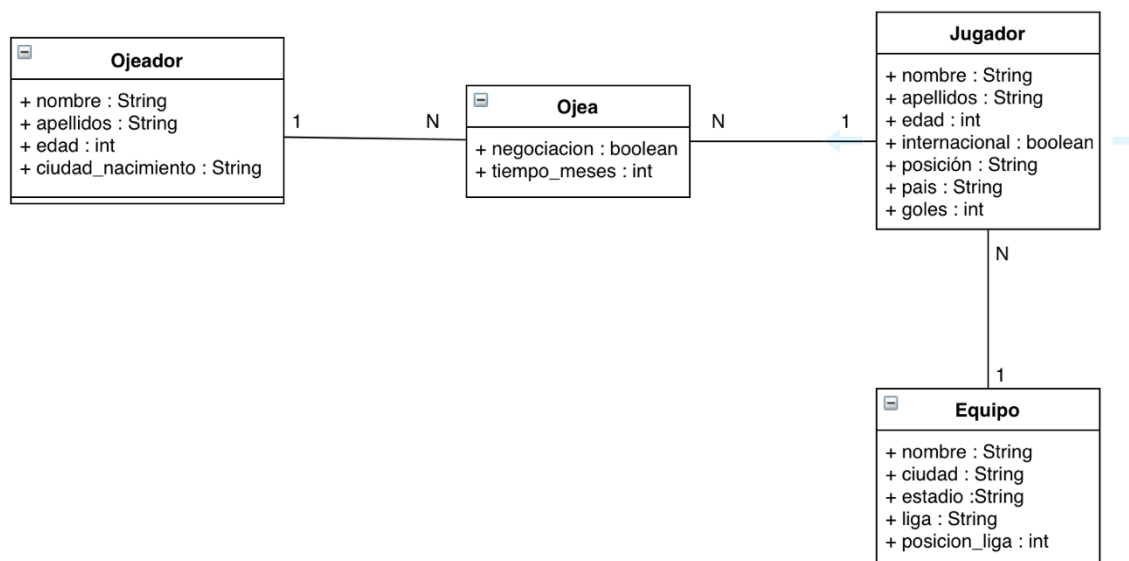 Ojeador
+ nombre : String
+ apellidos : String
+ edad : int
+ ciudad_nacimiento : String
1
N
Ojea
+ negociacion : boolean
+ tiempo_meses : int
N
1
Jugador
+ nombre : String
+ apellidos : String
+ edad : int
+ internacional : boolean
+ posición : String
+ pais : String
+ goles : int
N
1
Equipo
+ nombre : String
+ ciudad : String
+ estadio :String
+ liga : String
+ posicion_liga : int